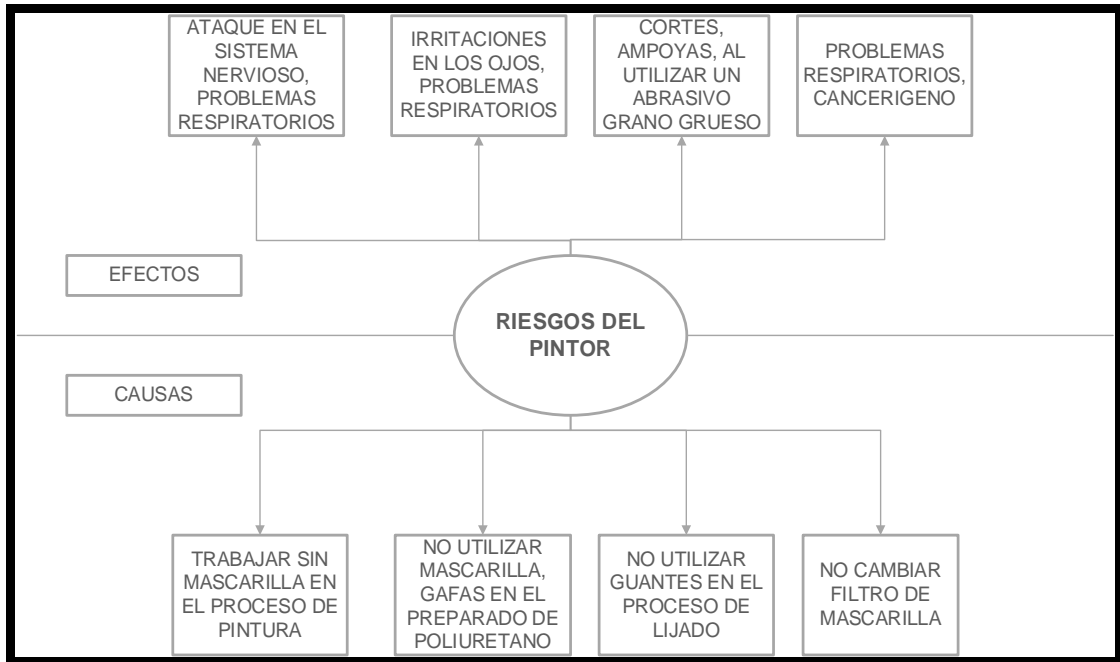 ATAQUE EN EL
SISTEMA
NERVIOSO,
PROBLEMAS
RESPIRATORIOS
IRRITACIONES
EN LOS OJOS,
PROBLEMAS
RESPIRATORIOS
CORTES,
AMPOYAS, AL
UTILIZAR UN
ABRASIVO
GRANO GRUESO
PROBLEMAS
RESPIRATORIOS,
CANCERIGENO
EFECTOS
RIESGOS DEL
PINTOR
CAUSAS
TRABAJAR SIN
MASCARILLA EN
EL PROCESO DE
PINTURA
NO UTILIZAR
MASCARILLA,
GAFAS EN EL
PREPARADO DE
POLIURETANO
NO UTILIZAR
GUANTES EN EL
PROCESO DE
LIJADO
NO CAMBIAR
FILTRO DE
MASCARILLA